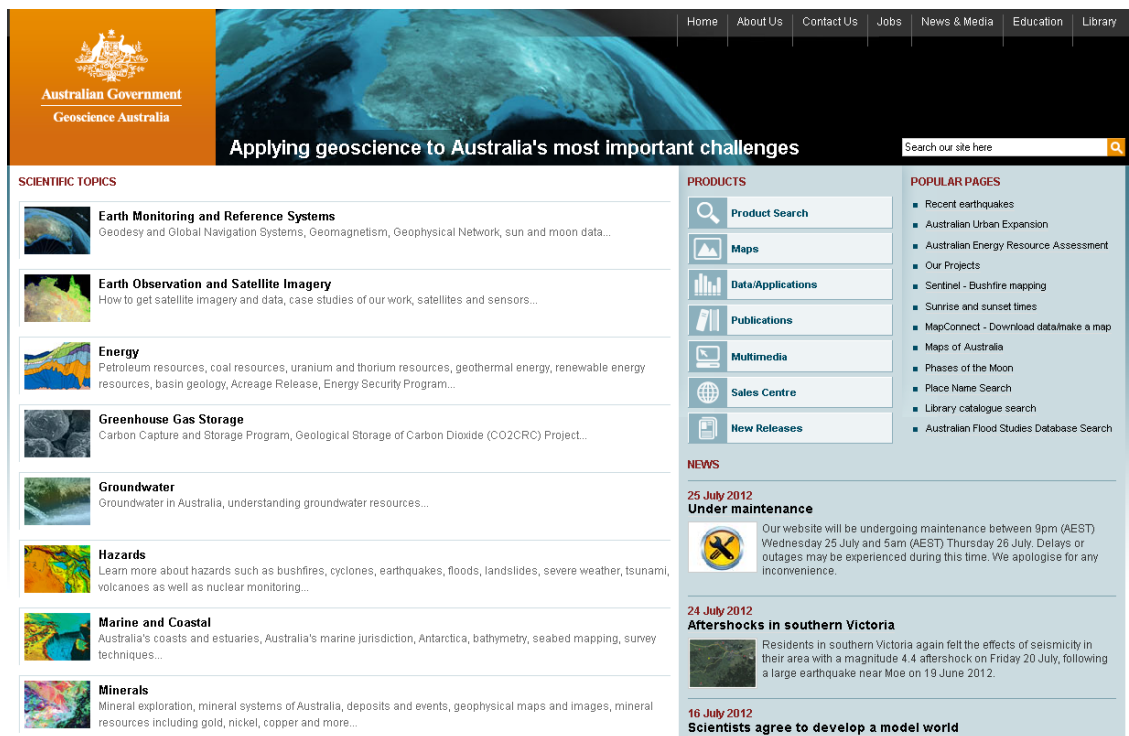 Home About Us Contact Us Jobs News & Media Education Library
Australian Government
Geoscience Australia
Applying geoscience to Australia's most important challenges
Search our site here
SCIENTIFIC TOPICS
Earth Monitoring and Reference Systems
Geodesy and Global Navigation Systems, Geomagnetism, Geophysical Network, sun and moon data...
Earth Observation and Satellite Imagery
How to get satellite imagery and data, case studies of our work, satellites and sensors...
Energy
Petroleum resources, coal resources, uranium and thorium resources, geothermal energy, renewable energy
resources, basin geology, Acreage Release, Energy Security Program...
Greenhouse Gas Storage
Carbon Capture and Storage Program, Geological Storage of Carbon Dioxide (CO2CRC) Project...
Groundwater
Groundwater in Australia, understanding groundwater resources...
Hazards
Learn more about hazards such as bushfires, cyclones, earthquakes, floods, landslides, severe weather, tsunami,
volcanoes as well as nuclear monitoring...
Marine and Coastal
Australia's coasts and estuaries, Australia's marine jurisdiction, Antarctica, bathymetry, seabed mapping, survey
techniques...
Minerals
Mineral exploration, mineral systems of Australia, deposits and events, geophysical maps and images, mineral
resources including gold, nickel, copper and more...
PRODUCTS
Product Search
Maps
Data/Applications
Publications
Multimedia
Sales Centre
New Releases
POPULAR PAGES
Recent earthquakes
Australian Urban Expansion
Australian Energy Resource Assessment
Our Projects
Sentinel - Bushfire mapping
Sunrise and sunset times
MapConnect - Download data/make a map
Maps of Australia
Phases of the Moon
Place Name Search
Library catalogue search
Australian Flood Studies Database Search
NEWS
25 July 2012
Under maintenance
Our website will be undergoing maintenance between 9pm (AEST)
Wednesday 25 July and 5am (AEST) Thursday 26 July. Delays or
outages may be experienced during this time. We apologise for any
inconvenience.
24 July 2012
Aftershocks in southern Victoria
Residents in southern Victoria again felt the effects of seismicity in
their area with a magnitude 4.4 aftershock on Friday 20 July, following
a large earthquake near Moe on 19 June 2012.
16 July 2012
Scientists agree to develop a model world